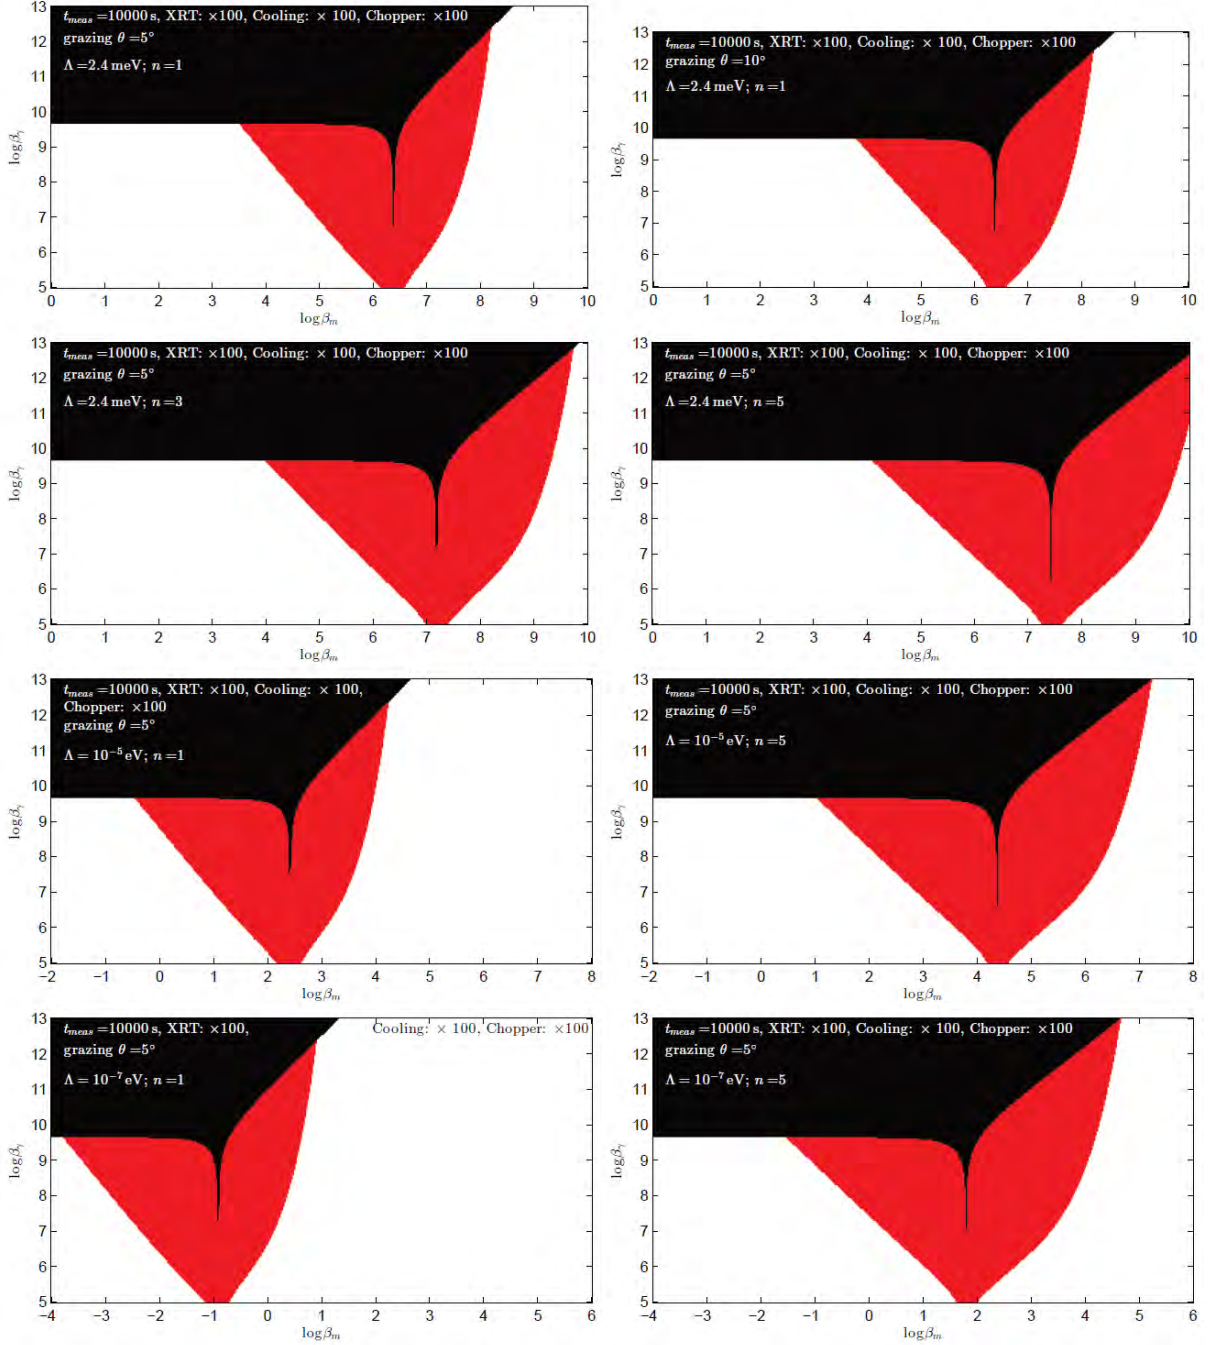 t_meas =10000 s, XRT: ×100, Cooling: × 100, Chopper: ×100
grazing θ =5°
Λ =2.4 meV; n =1
13
12
11
10
9
8
7
6
5
log β_γ
0 1 2 3 4 5 6 7 8 9 10
log β_m
t_meas =10000 s, XRT: ×100, Cooling: × 100, Chopper: ×100
grazing θ =10°
Λ =2.4 meV; n =1
13
12
11
10
9
8
7
6
5
log β_γ
0 1 2 3 4 5 6 7 8 9 10
log β_m
t_meas =10000 s, XRT: ×100, Cooling: × 100, Chopper: ×100
grazing θ =5°
Λ =2.4 meV; n =3
13
12
11
10
9
8
7
6
5
log β_γ
0 1 2 3 4 5 6 7 8 9 10
log β_m
t_meas =10000 s, XRT: ×100, Cooling: × 100, Chopper: ×100
grazing θ =5°
Λ =2.4 meV; n =5
13
12
11
10
9
8
7
6
5
log β_γ
0 1 2 3 4 5 6 7 8 9 10
log β_m
t_meas =10000 s, XRT: ×100, Cooling: × 100,
Chopper: ×100
grazing θ =5°
Λ = 10⁻⁵ eV; n =1
13
12
11
10
9
8
7
6
5
log β_γ
−2 −1 0 1 2 3 4 5 6 7 8
log β_m
t_meas =10000 s, XRT: ×100, Cooling: × 100, Chopper: ×100
grazing θ =5°
Λ = 10⁻⁵ eV; n =5
13
12
11
10
9
8
7
6
5
log β_γ
−2 −1 0 1 2 3 4 5 6 7 8
log β_m
t_meas =10000 s, XRT: ×100, Cooling: × 100, Chopper: ×100
grazing θ =5°
Λ = 10⁻⁷ eV; n =1
13
12
11
10
9
8
7
6
5
log β_γ
−4 −3 −2 −1 0 1 2 3 4 5 6
log β_m
t_meas =10000 s, XRT: ×100, Cooling: × 100, Chopper: ×100
grazing θ =5°
Λ = 10⁻⁷ eV; n =5
13
12
11
10
9
8
7
6
5
log β_γ
−4 −3 −2 −1 0 1 2 3 4 5 6
log β_m